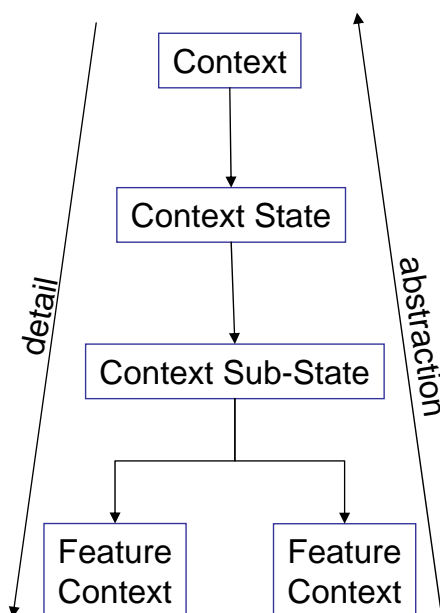 Context
Context State
detail
abstraction
Context Sub-State
Feature
Context
Feature
Context